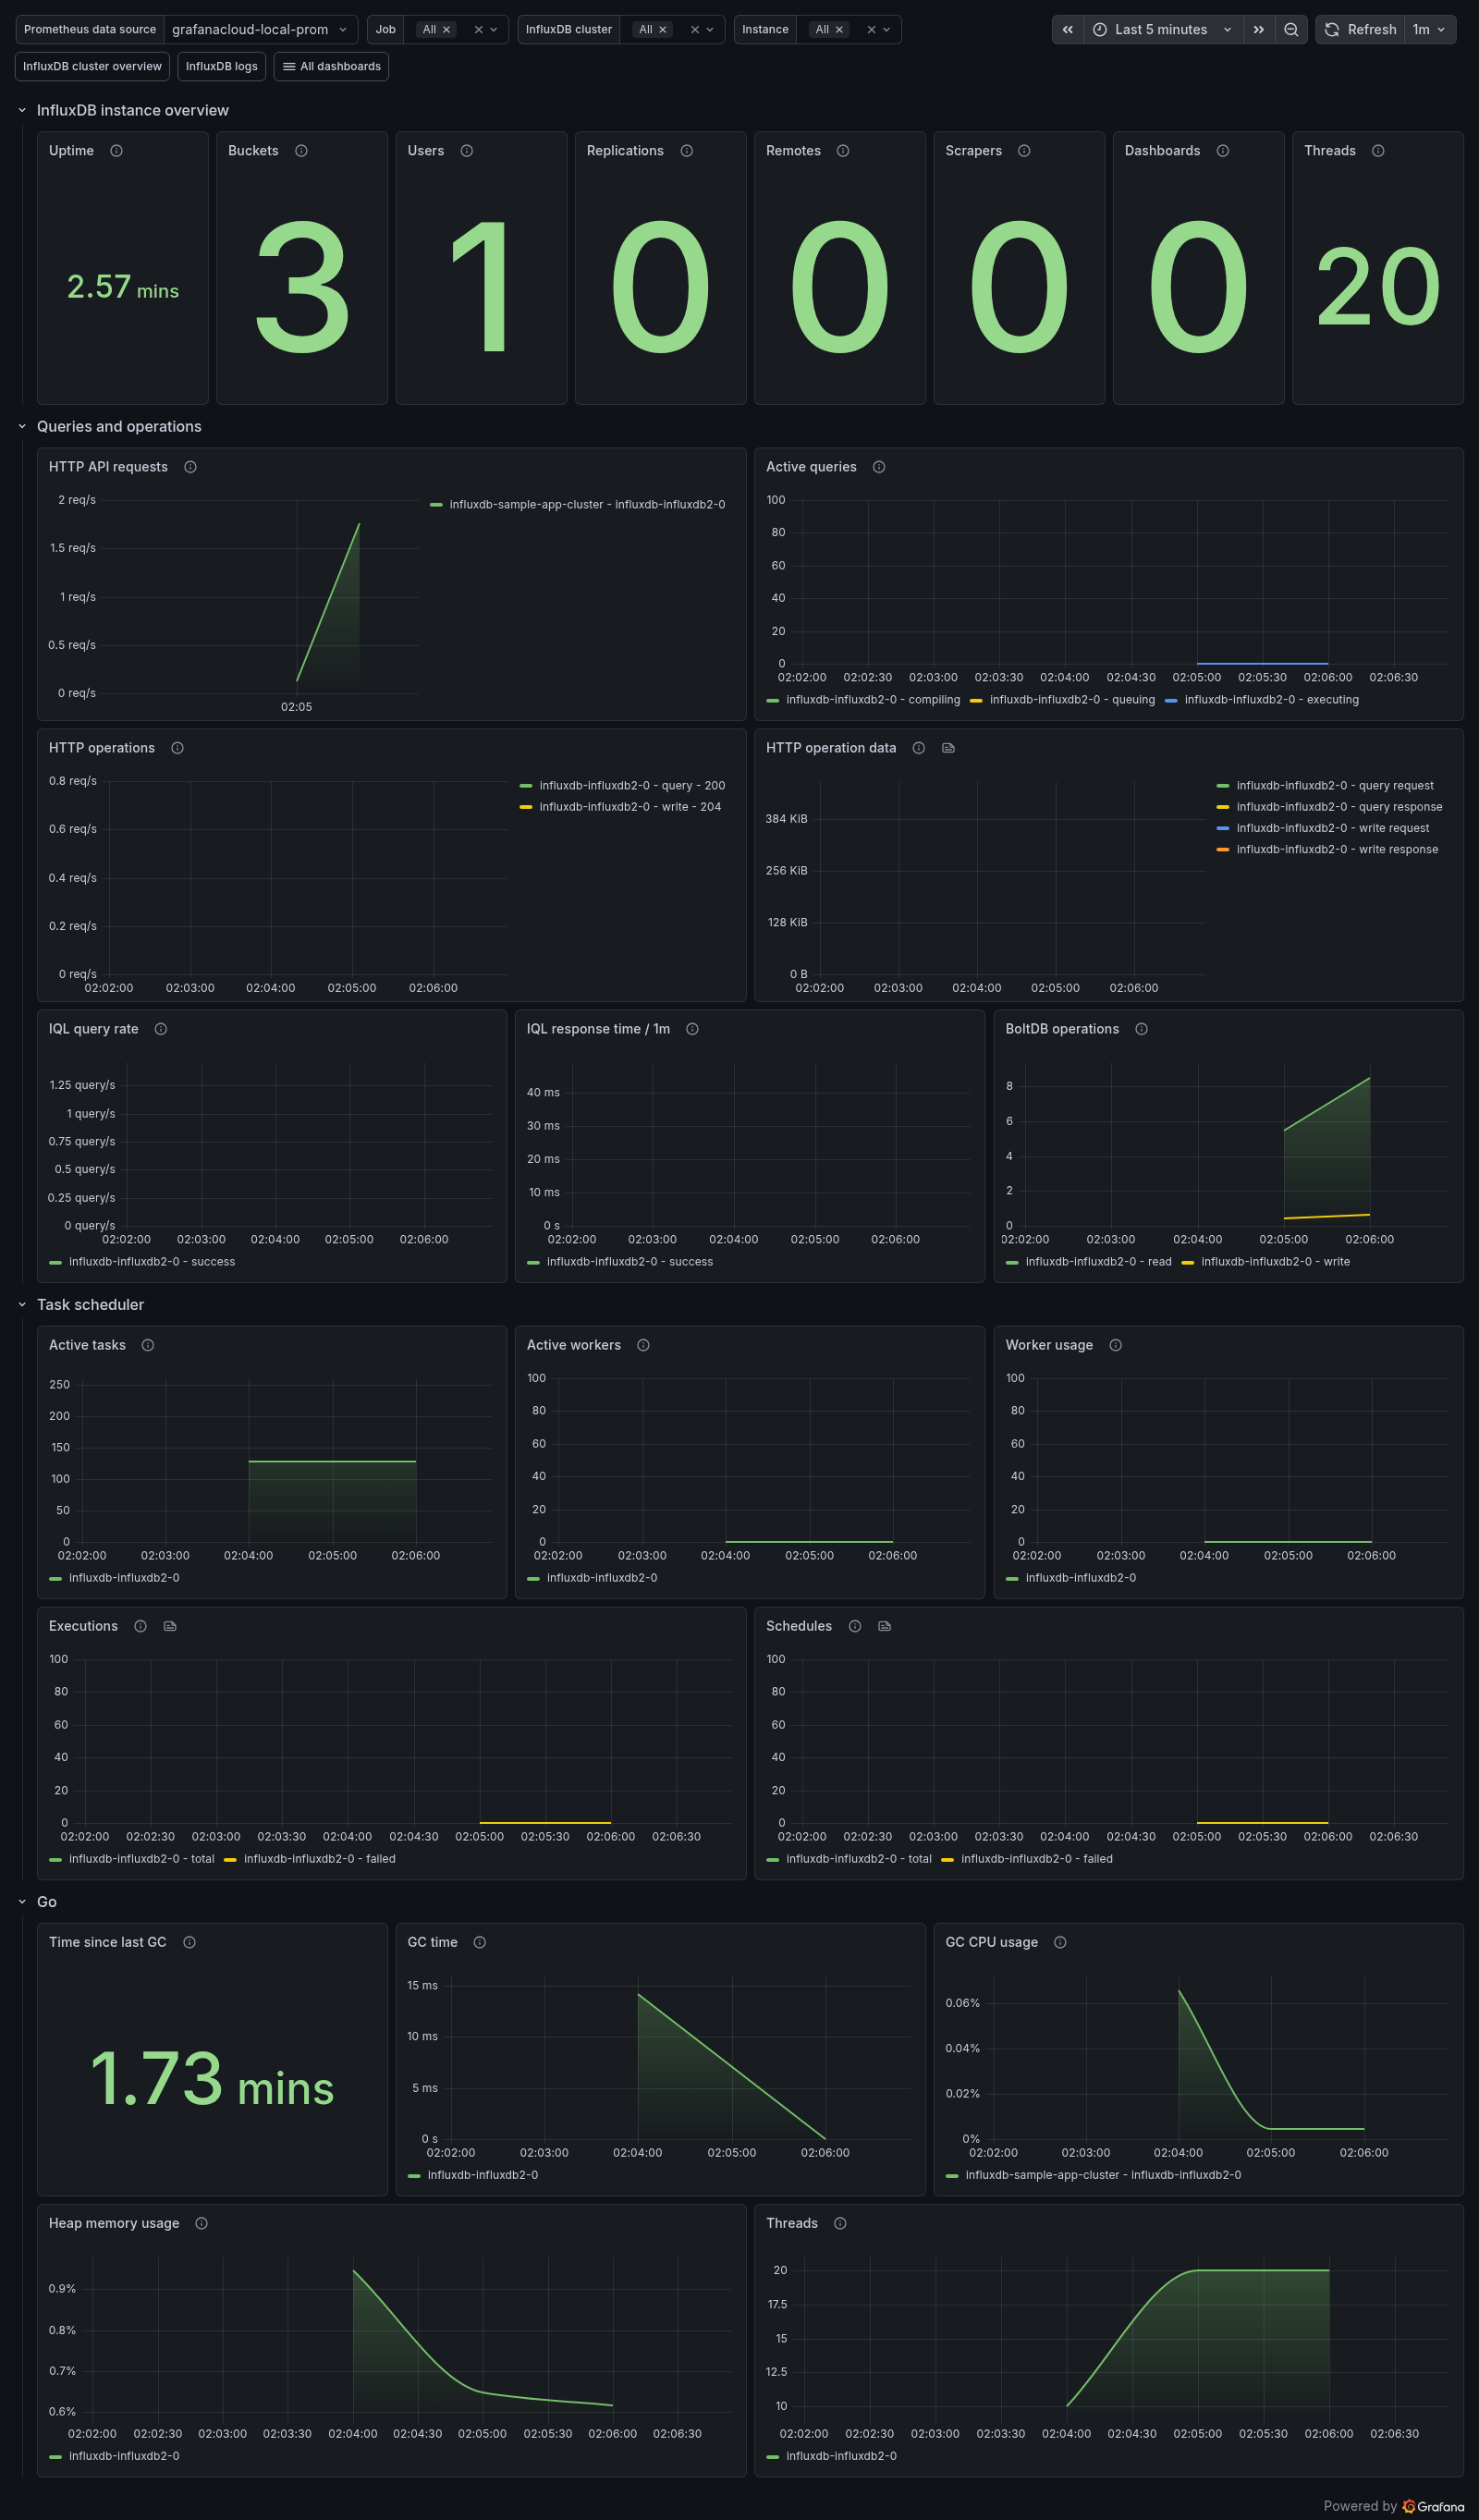 Prometheus data source grafanacloud-local-prom Job All InfluxDB cluster All Instance All Last 5 minutes Refresh 1m
InfluxDB cluster overview InfluxDB logs All dashboards
InfluxDB instance overview
Uptime Buckets Users Replications Remotes Scrapers Dashboards Threads
2.57 mins 3 1 0 0 0 0 20
Queries and operations
HTTP API requests
2 req/s
1.5 req/s
1 req/s
0.5 req/s
0 req/s
02:05
influxdb-sample-app-cluster - influxdb-influxdb2-0
Active queries
100
80
60
40
20
0
02:02:00 02:02:30 02:03:00 02:03:30 02:04:00 02:04:30 02:05:00 02:05:30 02:06:00 02:06:30
influxdb-influxdb2-0 - compiling influxdb-influxdb2-0 - queuing influxdb-influxdb2-0 - executing
HTTP operations
0.8 req/s
0.6 req/s
0.4 req/s
0.2 req/s
0 req/s
02:02:00 02:03:00 02:04:00 02:05:00 02:06:00
influxdb-influxdb2-0 - query - 200
influxdb-influxdb2-0 - write - 204
HTTP operation data
384 KiB
256 KiB
128 KiB
0 B
02:02:00 02:03:00 02:04:00 02:05:00 02:06:00
influxdb-influxdb2-0 - query request
influxdb-influxdb2-0 - query response
influxdb-influxdb2-0 - write request
influxdb-influxdb2-0 - write response
IQL query rate
1.25 query/s
1 query/s
0.75 query/s
0.5 query/s
0.25 query/s
0 query/s
02:02:00 02:03:00 02:04:00 02:05:00 02:06:00
influxdb-influxdb2-0 - success
IQL response time / 1m
40 ms
30 ms
20 ms
10 ms
0 s
02:02:00 02:03:00 02:04:00 02:05:00 02:06:00
influxdb-influxdb2-0 - success
BoltDB operations
8
6
4
2
0
02:02:00 02:03:00 02:04:00 02:05:00 02:06:00
influxdb-influxdb2-0 - read influxdb-influxdb2-0 - write
Task scheduler
Active tasks
250
200
150
100
50
0
02:02:00 02:03:00 02:04:00 02:05:00 02:06:00
influxdb-influxdb2-0
Active workers
100
80
60
40
20
0
02:02:00 02:03:00 02:04:00 02:05:00 02:06:00
influxdb-influxdb2-0
Worker usage
100
80
60
40
20
0
02:02:00 02:03:00 02:04:00 02:05:00 02:06:00
influxdb-influxdb2-0
Executions
100
80
60
40
20
0
02:02:00 02:02:30 02:03:00 02:03:30 02:04:00 02:04:30 02:05:00 02:05:30 02:06:00 02:06:30
influxdb-influxdb2-0 - total influxdb-influxdb2-0 - failed
Schedules
100
80
60
40
20
0
02:02:00 02:02:30 02:03:00 02:03:30 02:04:00 02:04:30 02:05:00 02:05:30 02:06:00 02:06:30
influxdb-influxdb2-0 - total influxdb-influxdb2-0 - failed
Go
Time since last GC
1.73 mins
GC time
15 ms
10 ms
5 ms
0 s
02:02:00 02:03:00 02:04:00 02:05:00 02:06:00
influxdb-influxdb2-0
GC CPU usage
0.06%
0.04%
0.02%
0%
02:02:00 02:03:00 02:04:00 02:05:00 02:06:00
influxdb-sample-app-cluster - influxdb-influxdb2-0
Heap memory usage
0.9%
0.8%
0.7%
0.6%
02:02:00 02:02:30 02:03:00 02:03:30 02:04:00 02:04:30 02:05:00 02:05:30 02:06:00 02:06:30
influxdb-influxdb2-0
Threads
20
17.5
15
12.5
10
02:02:00 02:02:30 02:03:00 02:03:30 02:04:00 02:04:30 02:05:00 02:05:30 02:06:00 02:06:30
influxdb-influxdb2-0
Powered by Grafana